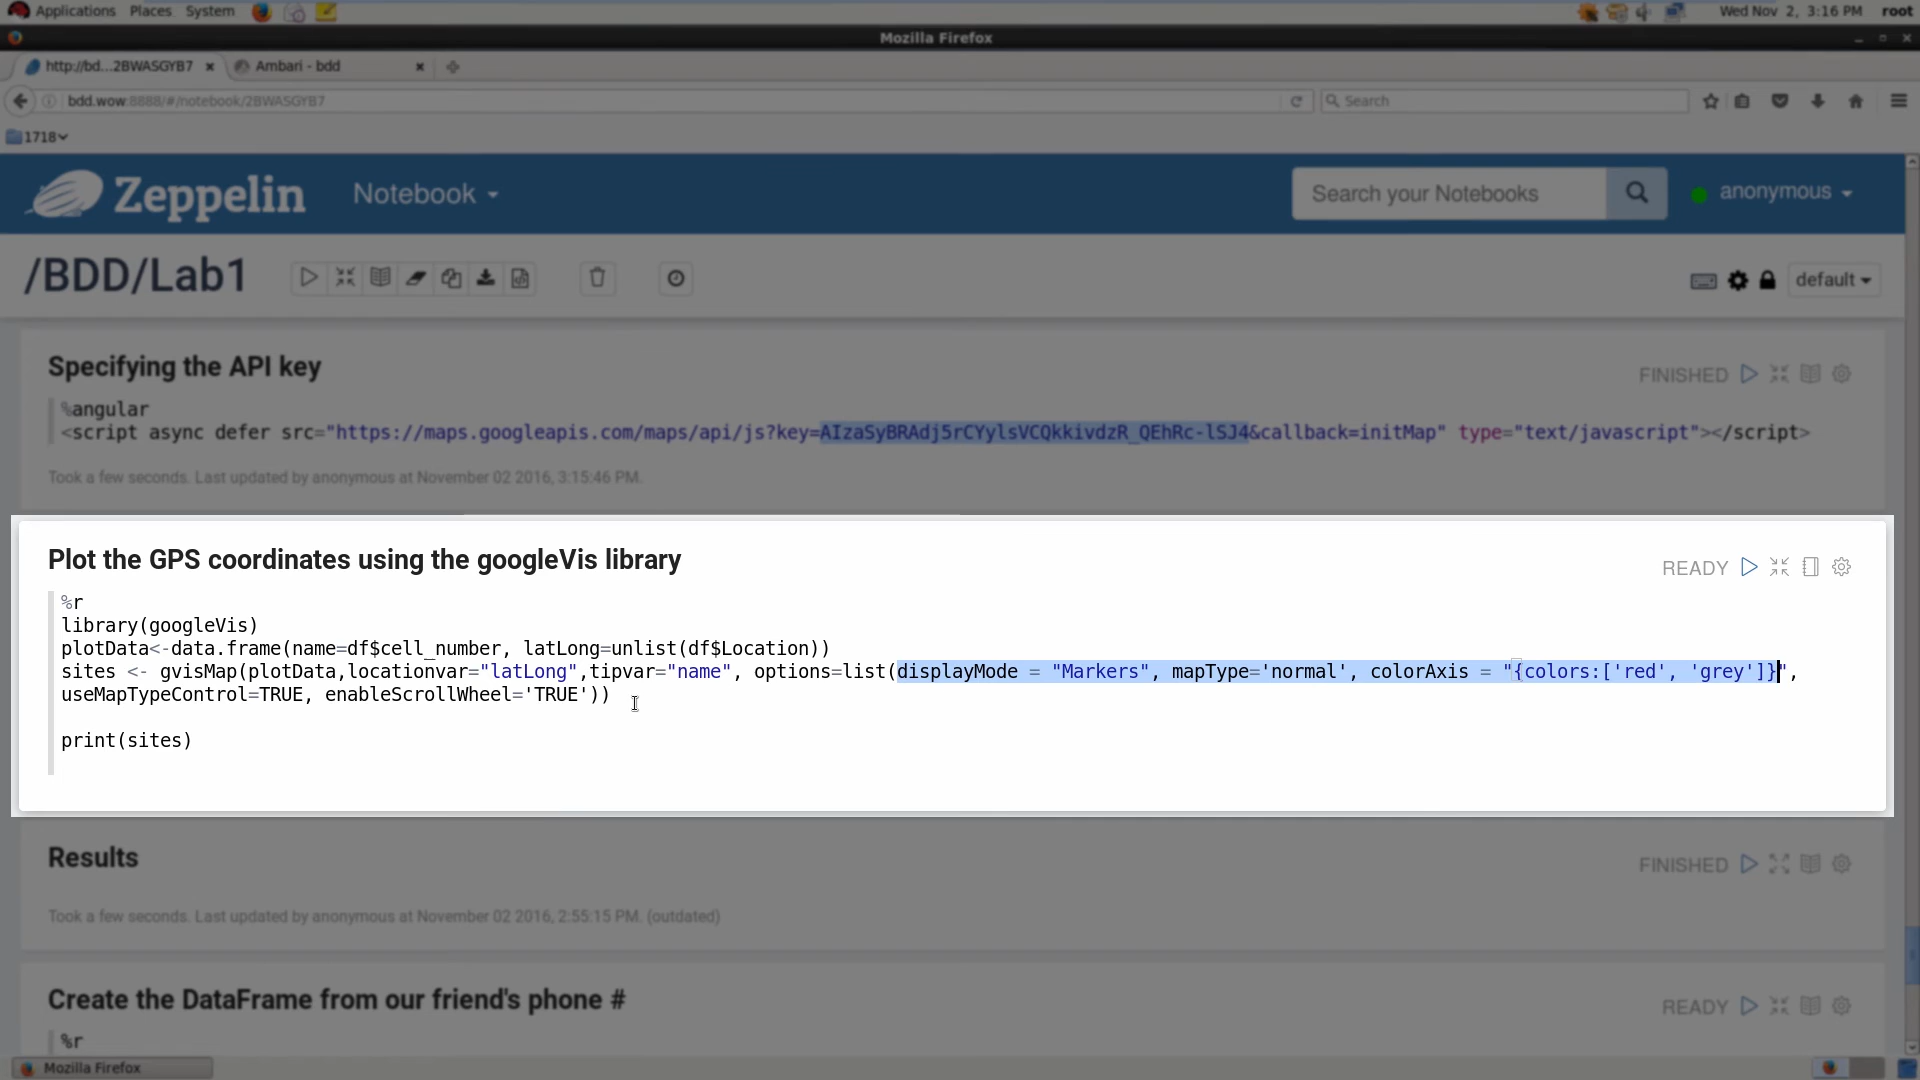 Applications Places System
Wed Nov 2, 3:16 PM root
Mozilla Firefox
http://bd...2BWASGYB7 Ambari - bdd
bdd.wow:8888/#/notebook/2BWASGYB7 Search
1718
Zeppelin Notebook Search your Notebooks anonymous
/BDD/Lab1 default
Specifying the API key FINISHED
%angular
<script async defer src="https://maps.googleapis.com/maps/api/js?key=AIzaSyBRAdj5rCYylsVCQkkivdzR_QEhRc-lSJ4&callback=initMap" type="text/javascript"></script>
Took a few seconds. Last updated by anonymous at November 02 2016, 3:15:46 PM.
Plot the GPS coordinates using the googleVis library READY
%r
library(googleVis)
plotData<-data.frame(name=df$cell_number, latLong=unlist(df$Location))
sites <- gvisMap(plotData,locationvar="latLong",tipvar="name", options=list(displayMode = "Markers", mapType='normal', colorAxis = "{colors:['red', 'grey']}",
useMapTypeControl=TRUE, enableScrollWheel='TRUE'))
print(sites)
Results FINISHED
Took a few seconds. Last updated by anonymous at November 02 2016, 2:55:15 PM. (outdated)
Create the DataFrame from our friend's phone # READY
%r
Mozilla Firefox